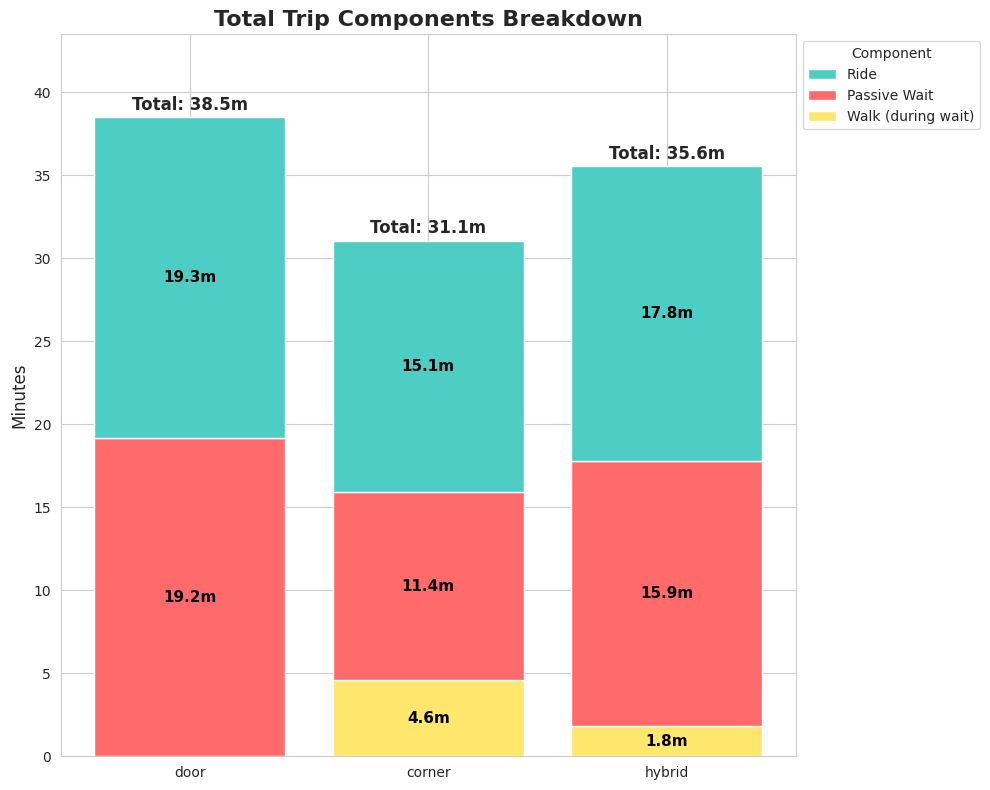 Total Trip Components Breakdown
Component
Ride
Passive Wait
Walk (during wait)
Minutes
40
35
30
25
20
15
10
5
0
Total: 38.5m
19.3m
19.2m
Total: 31.1m
15.1m
11.4m
4.6m
Total: 35.6m
17.8m
15.9m
1.8m
door
corner
hybrid